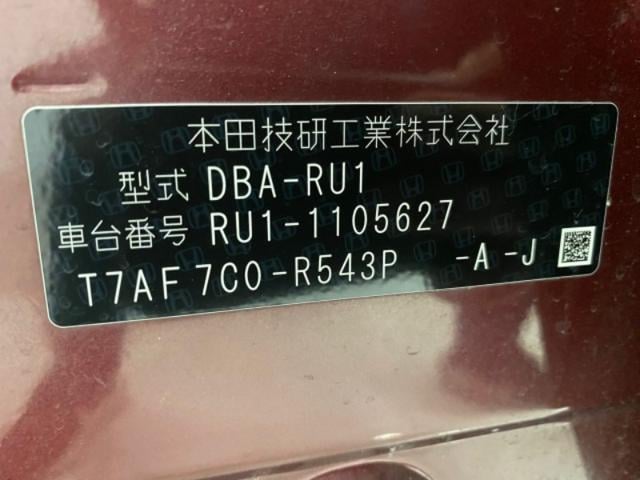 本田技研工業株式会社
型式 DBA-RU1
車台番号 RU1-1105627
T7AF 7C0-R543P -A -J